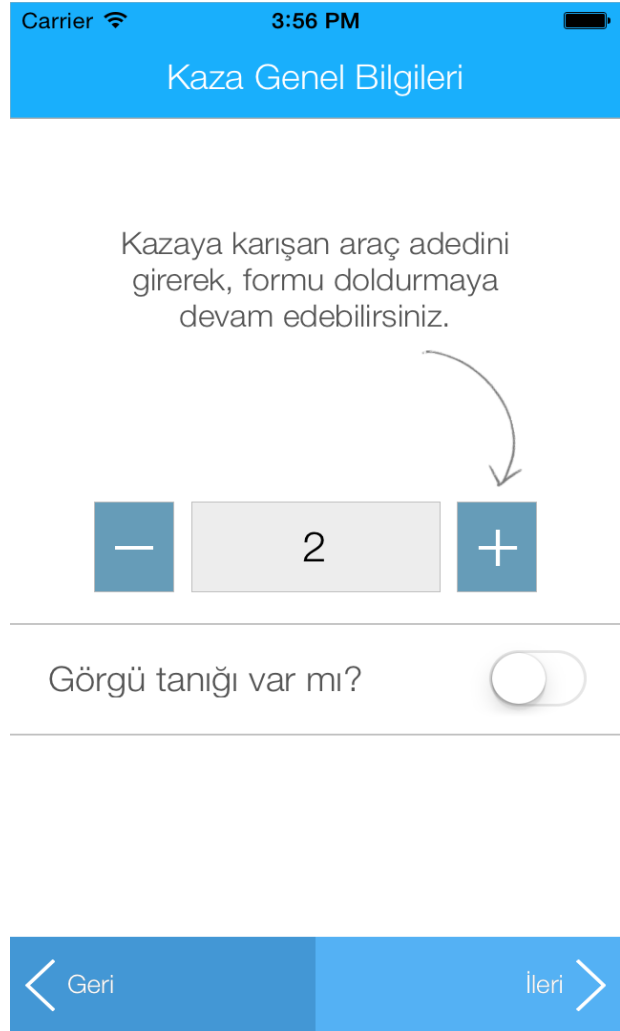 Carrier 3:56 PM
Kaza Genel Bilgileri
Kazaya karışan araç adedini
girerek, formu doldurmaya
devam edebilirsiniz.
2
Görgü tanığı var mı?
Geri İleri